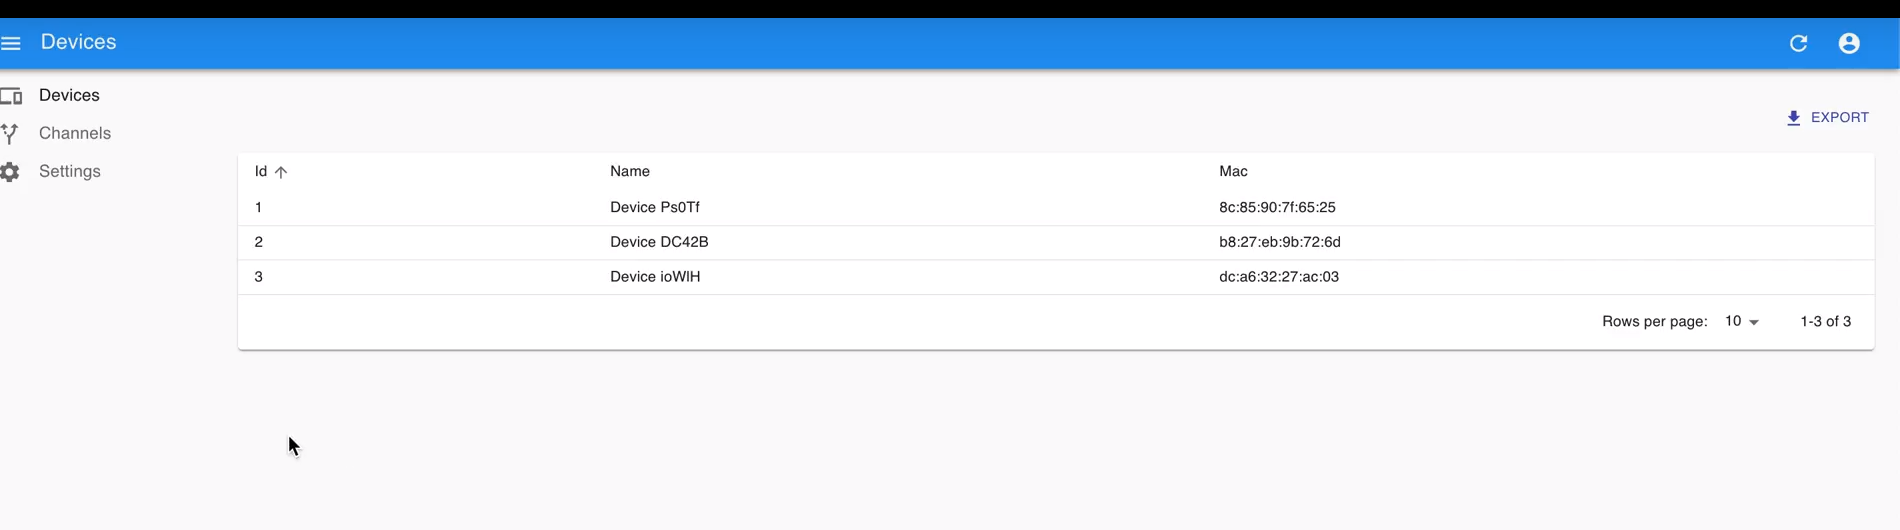 Devices
Devices
Channels
Settings
EXPORT
Id Name Mac
1 Device Ps0Tf 8c:85:90:7f:65:25
2 Device DC42B b8:27:eb:9b:72:6d
3 Device ioWlH dc:a6:32:27:ac:03
Rows per page: 10 1-3 of 3